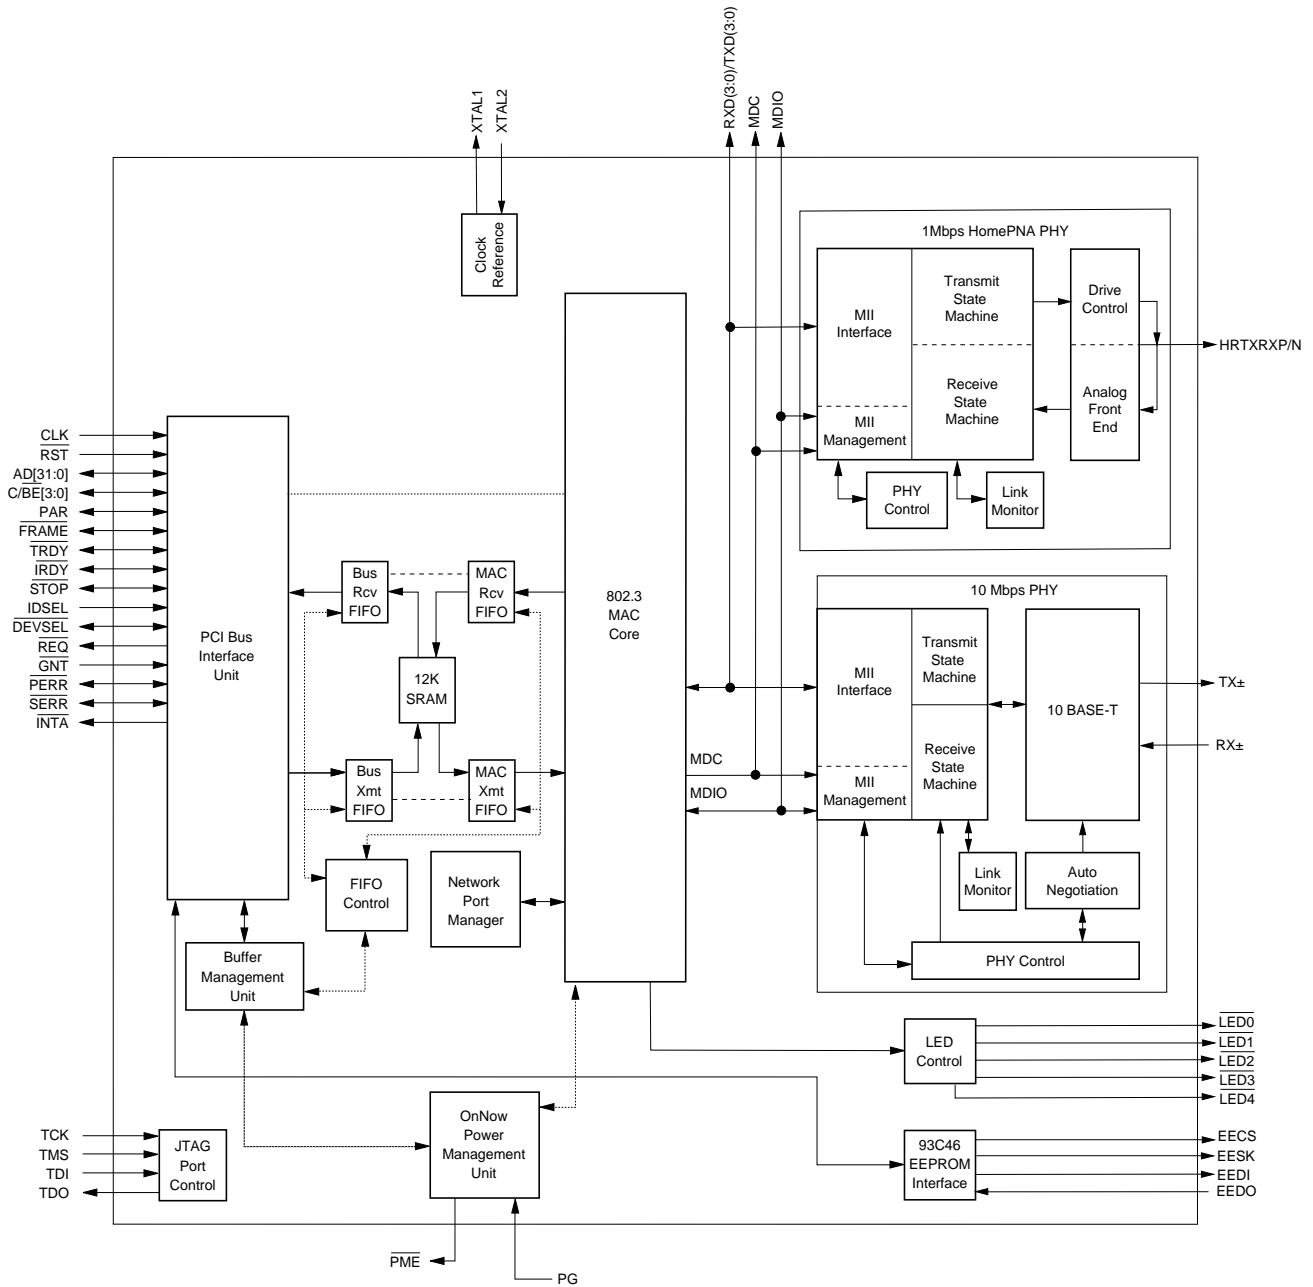 RXD(3:0)/TXD(3:0)
MDC
MDIO
XTAL1
XTAL2
Clock
Reference
1Mbps HomePNA PHY
MII
Interface
Transmit
State
Machine
Drive
Control
HRTXRXP/N
MII
Management
Receive
State
Machine
Analog
Front
End
PHY
Control
Link
Monitor
CLK
RST
AD[31:0]
C/BE[3:0]
PAR
FRAME
TRDY
IRDY
STOP
IDSEL
DEVSEL
REQ
GNT
PERR
SERR
INTA
PCI Bus
Interface
Unit
Bus
Rcv
FIFO
MAC
Rcv
FIFO
12K
SRAM
Bus
Xmt
FIFO
MAC
Xmt
FIFO
802.3
MAC
Core
MDC
MDIO
10 Mbps PHY
MII
Interface
Transmit
State
Machine
10 BASE-T
TX±
RX±
MII
Management
Receive
State
Machine
Link
Monitor
Auto
Negotiation
PHY Control
FIFO
Control
Network
Port
Manager
Buffer
Management
Unit
LED
Control
LED0
LED1
LED2
LED3
LED4
OnNow
Power
Management
Unit
93C46
EEPROM
Interface
EECS
EESK
EEDI
EEDO
TCK
TMS
TDI
TDO
JTAG
Port
Control
PME
PG